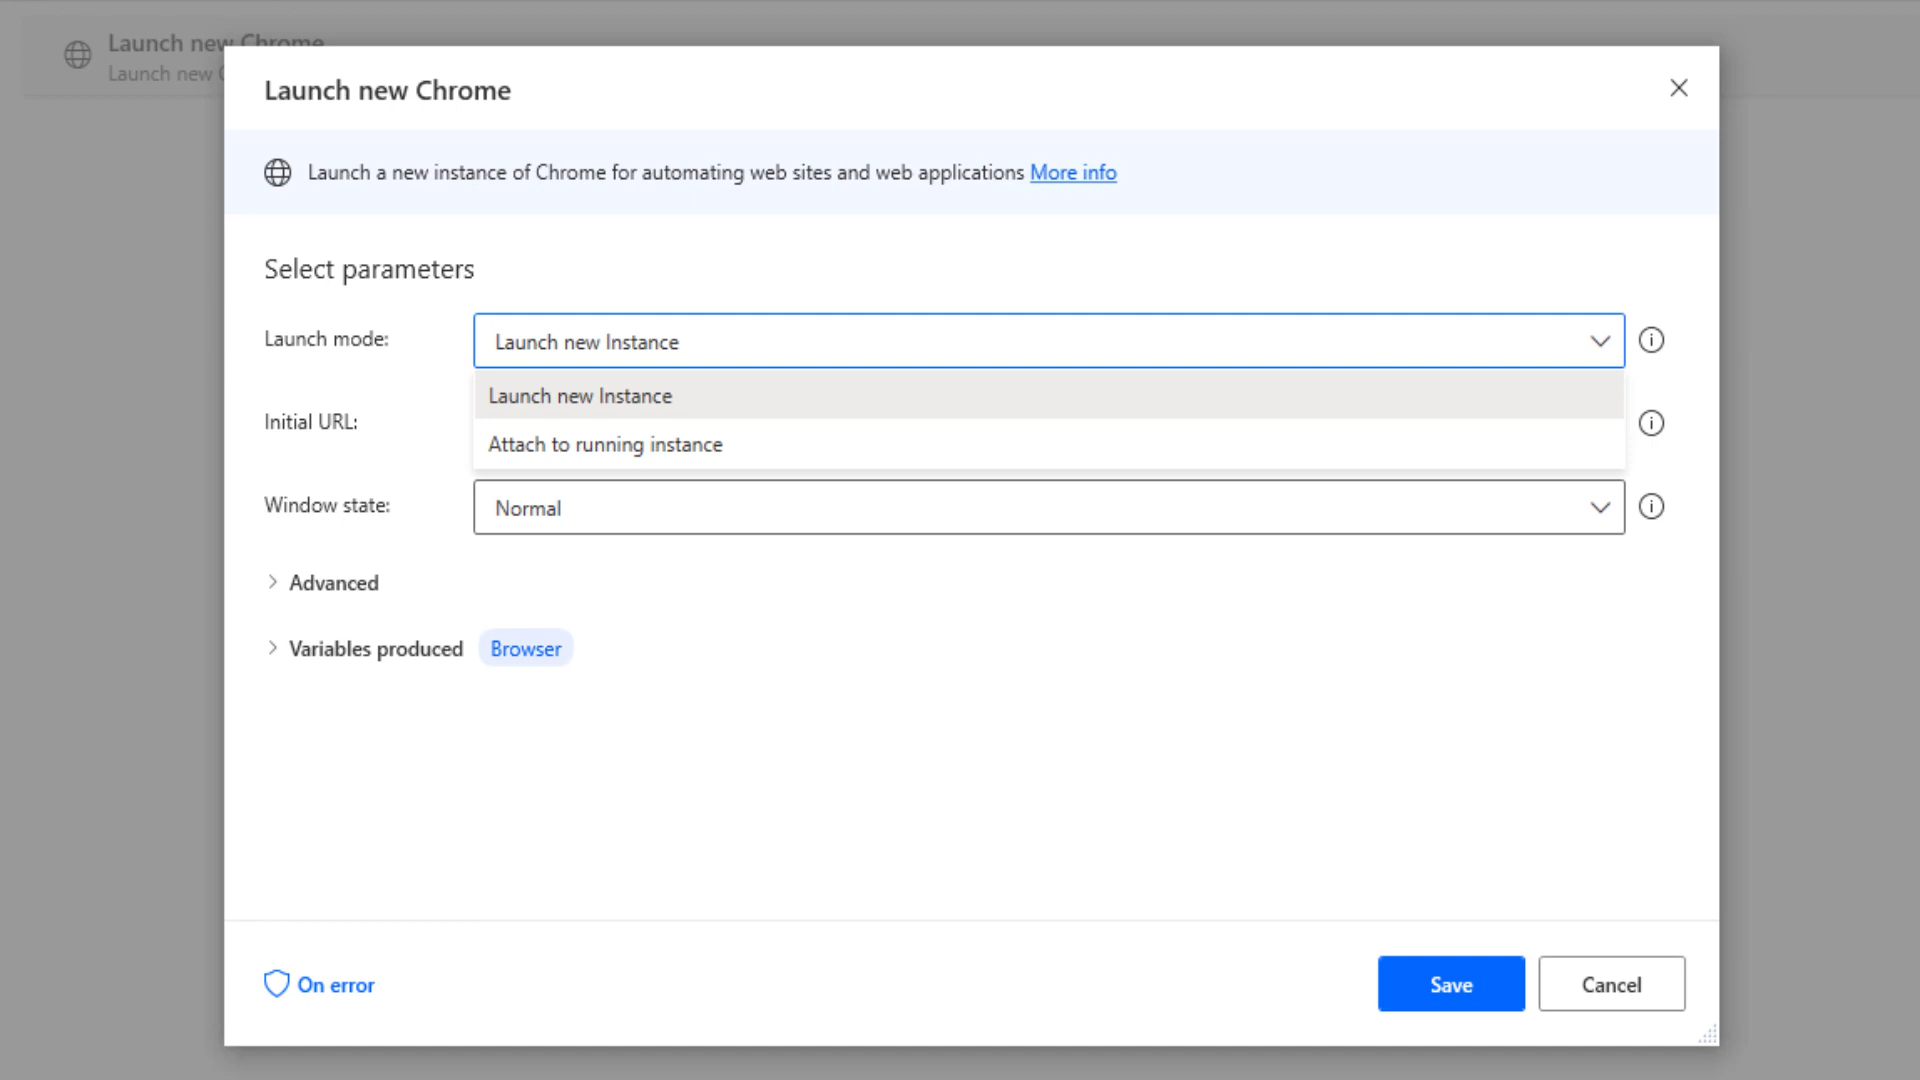 Launch new Chrome
Launch new
Launch new Chrome
Launch a new instance of Chrome for automating web sites and web applications More info
Select parameters
Launch mode:
Launch new Instance
Launch new Instance
Attach to running instance
Initial URL:
Window state:
Normal
Advanced
Variables produced Browser
On error
Save
Cancel